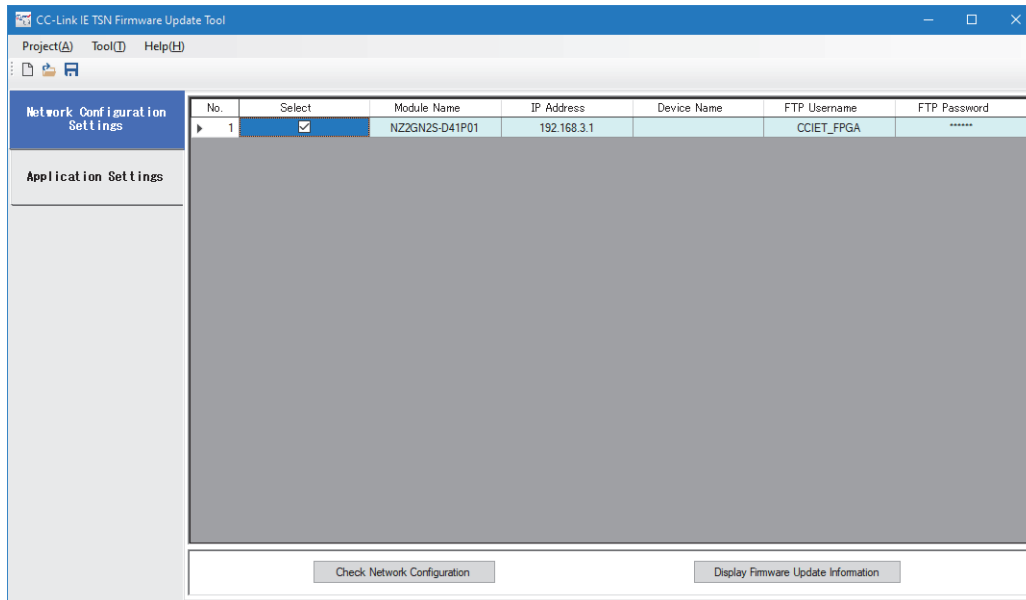 CC-Link IE TSN Firmware Update Tool
Project(A) Tool(T) Help(H)
Network Configuration
Settings
Application Settings
No. Select Module Name IP Address Device Name FTP Username FTP Password
1 NZ2GN2S-D41P01 192.168.3.1 CCIET_FPGA ******
Check Network Configuration Display Firmware Update Information